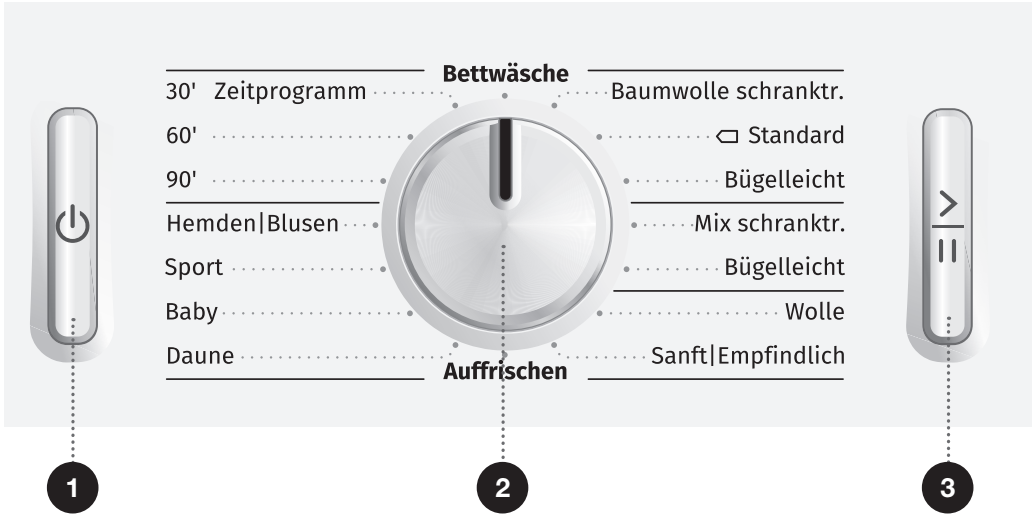 Bettwäsche
30' Zeitprogramm
60'
90'
Hemden|Blusen
Sport
Baby
Daune
Baumwolle schranktr.
Standard
Bügelleicht
Mix schranktr.
Bügelleicht
Wolle
Sanft|Empfindlich
Auffrischen
1
2
3